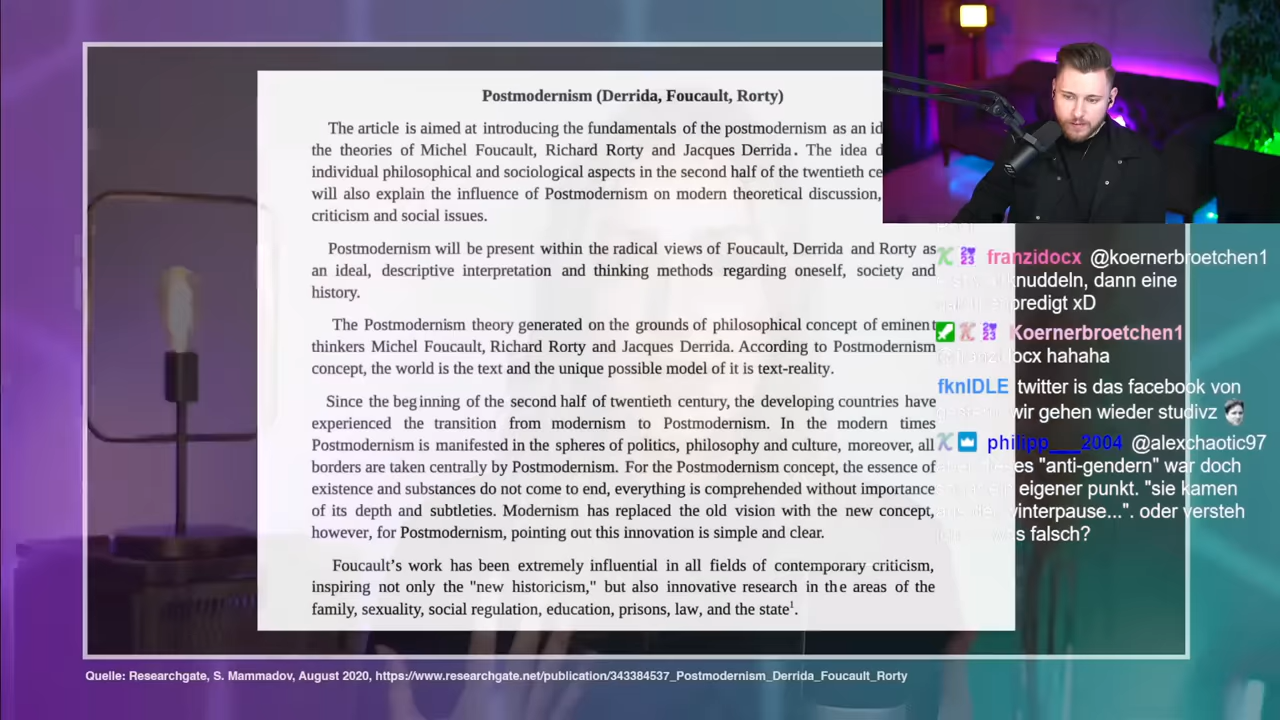 Postmodernism (Derrida, Foucault, Rorty)
The article is aimed at introducing the fundamentals of the postmodernism as an
the theories of Michel Foucault, Richard Rorty and Jacques Derrida. The idea
individual philosophical and sociological aspects in the second half of the twentieth
will also explain the influence of Postmodernism on modern theoretical discussion,
criticism and social issues.
Postmodernism will be present within the radical views of Foucault, Derrida and Rorty as
an ideal, descriptive interpretation and thinking methods regarding oneself, society and
history.
The Postmodernism theory generated on the grounds of philosophical concept of eminent
thinkers Michel Foucault, Richard Rorty and Jacques Derrida. According to Postmodernism
concept, the world is the text and the unique possible model of it is text-reality.
Since the beginning of the second half of twentieth century, the developing countries have
experienced the transition from modernism to Postmodernism. In the modern times
Postmodernism is manifested in the spheres of politics, philosophy and culture, moreover, all
borders are taken centrally by Postmodernism. For the Postmodernism concept, the essence of
existence and substances do not come to end, everything is comprehended without importance
of its depth and subtleties. Modernism has replaced the old vision with the new concept,
however, for Postmodernism, pointing out this innovation is simple and clear.
Foucault's work has been extremely influential in all fields of contemporary criticism,
inspiring not only the "new historicism," but also innovative research in the areas of the
family, sexuality, social regulation, education, prisons, law, and the state1.
Quelle: Researchgate, S. Mammadov, August 2020, https://www.researchgate.net/publication/343384537_Postmodernism_Derrida_Foucault_Rorty
franzidocx @koernerbroetchen1
knuddeln, dann eine
predigt xD
Koernerbroetchen1
hahaha
fknIDLE twitter is das facebook von
wir gehen wieder studivz
philipp___2004 @alexchaotic97
"anti-gendern" war doch
eigener punkt. "sie kamen
winterpause...". oder versteh
falsch?